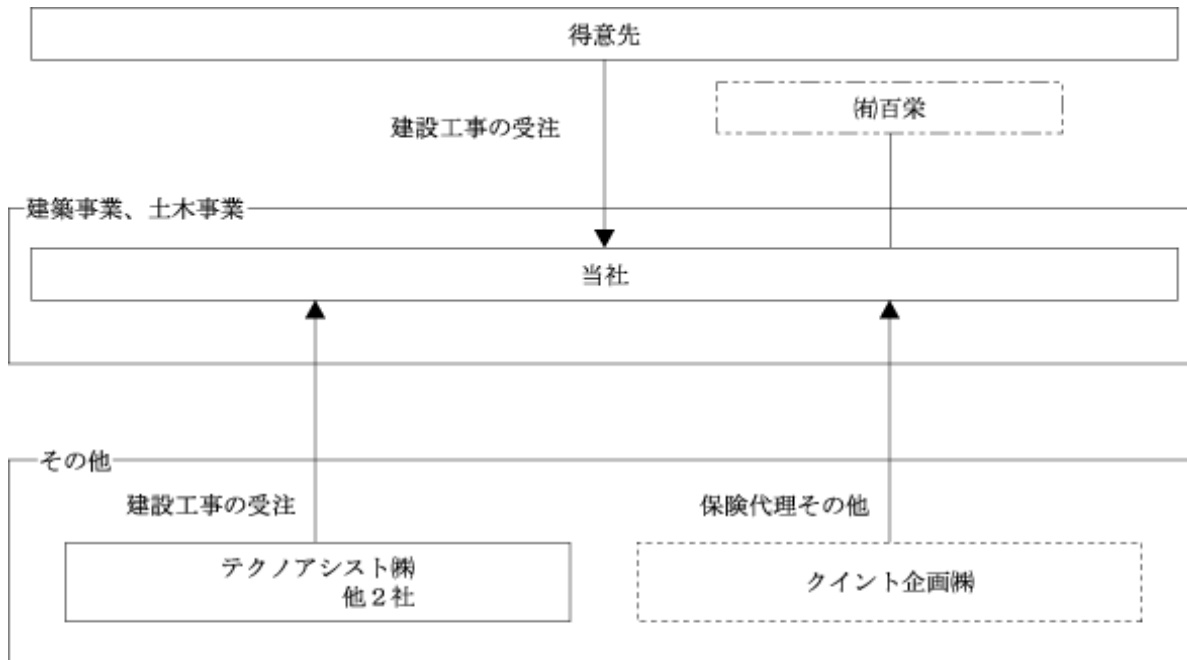 得意先
㈲百栄
建設工事の受注
建築事業、土木事業
当社
その他
建設工事の受注
保険代理その他
テクノアシスト㈱
他２社
クイント企画㈱